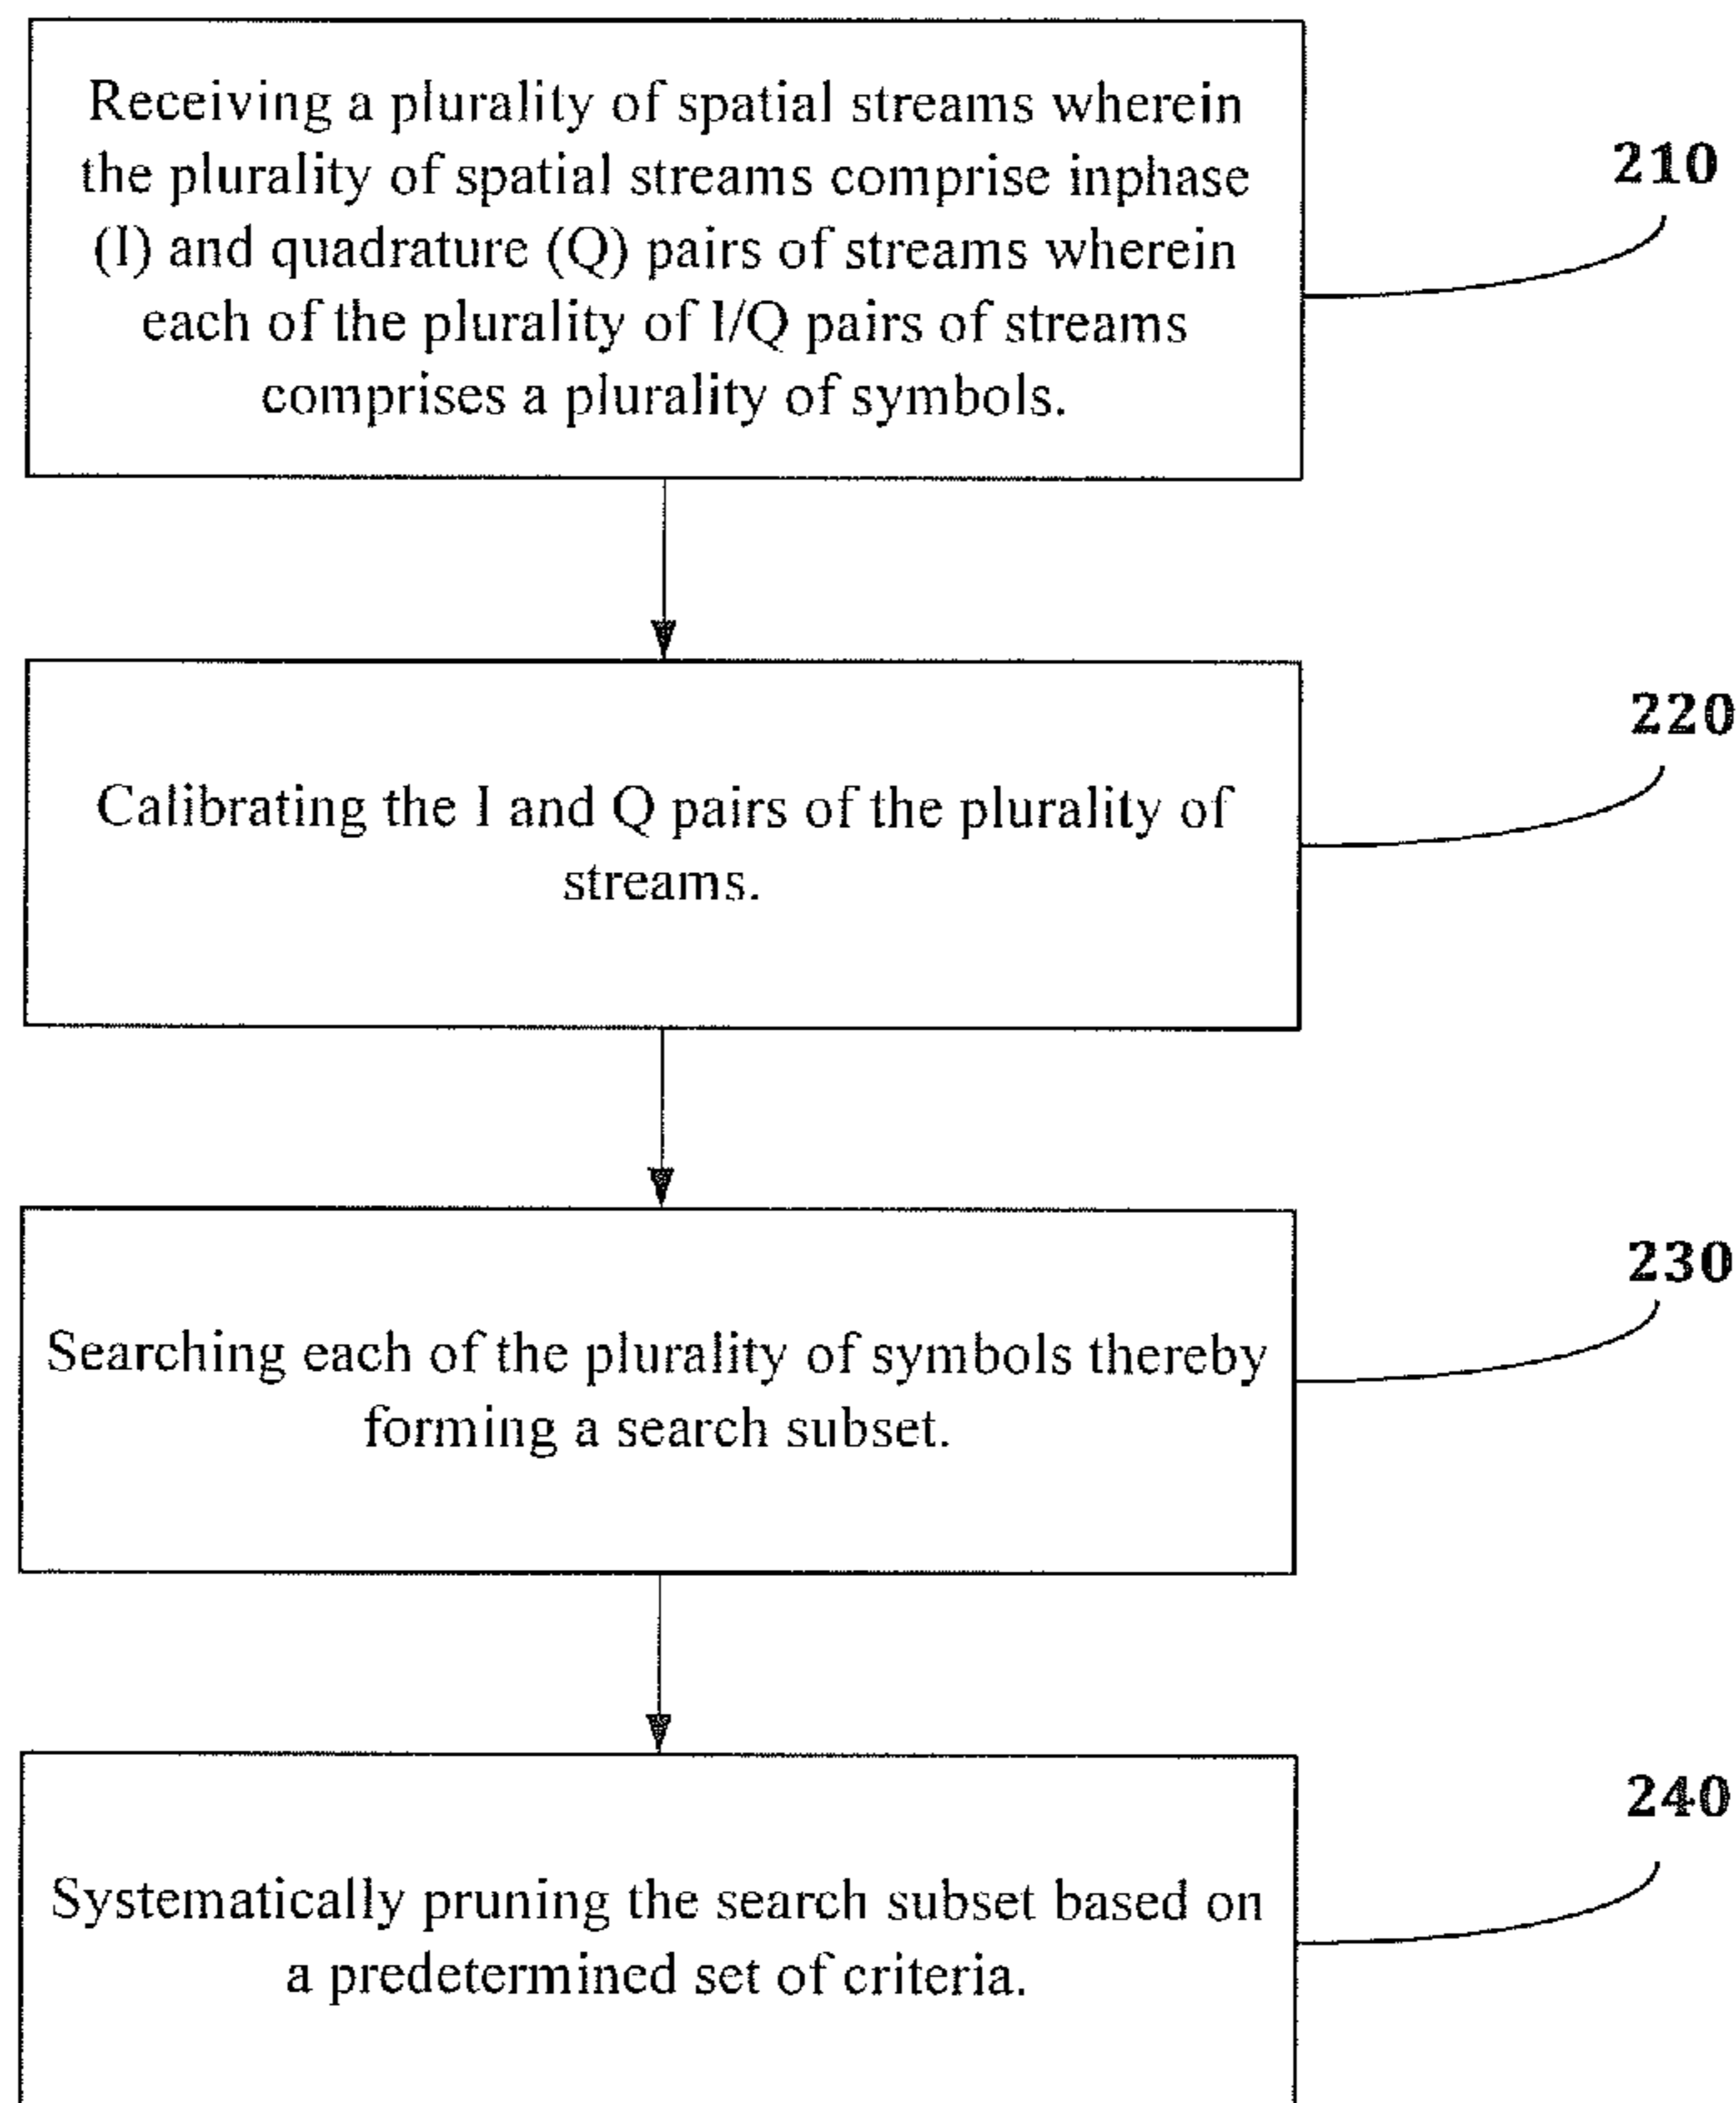 Receiving a plurality of spatial streams wherein
the plurality of spatial streams comprise inphase
(I) and quadrature (Q) pairs of streams wherein
each of the plurality of I/Q pairs of streams
comprises a plurality of symbols.
210
Calibrating the I and Q pairs of the plurality of
streams.
220
Searching each of the plurality of symbols thereby
forming a search subset.
230
Systematically pruning the search subset based on
a predetermined set of criteria.
240